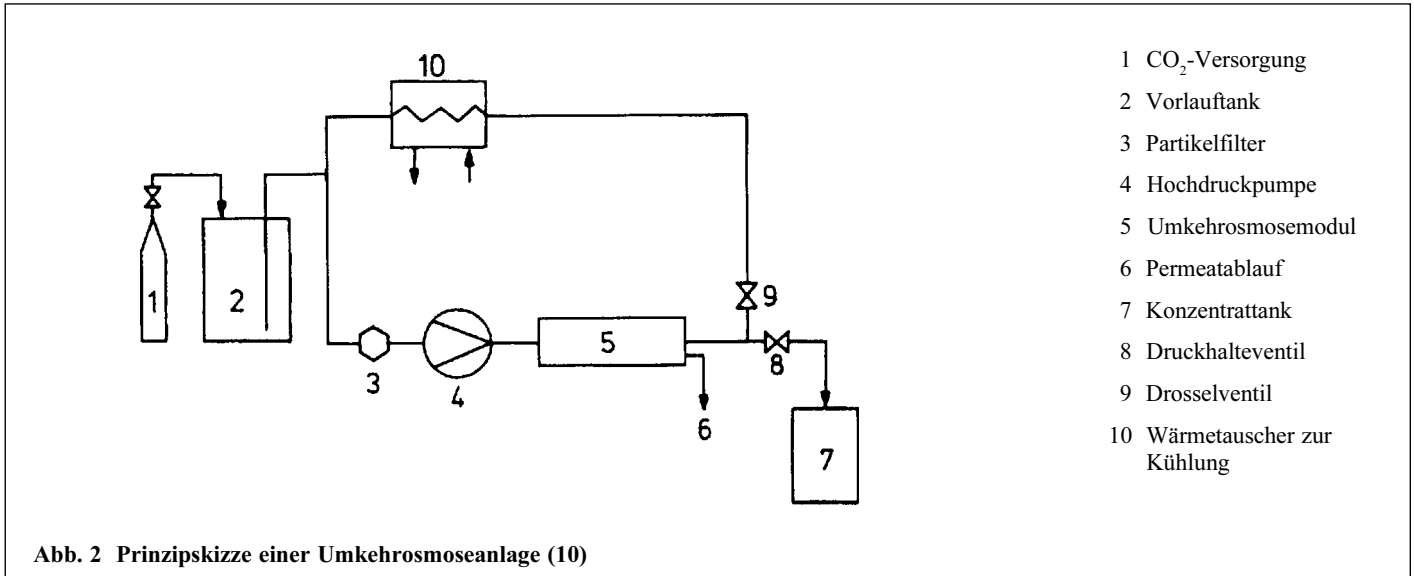 10
1
2
3
4
5
6
7
8
9
1 CO₂-Versorgung
2 Vorlauftank
3 Partikelfilter
4 Hochdruckpumpe
5 Umkehrosmosemodul
6 Permeatablauf
7 Konzentrattank
8 Druckhalteventil
9 Drosselventil
10 Wärmetauscher zur
Kühlung
Abb. 2 Prinzipskizze einer Umkehrosmoseanlage (10)